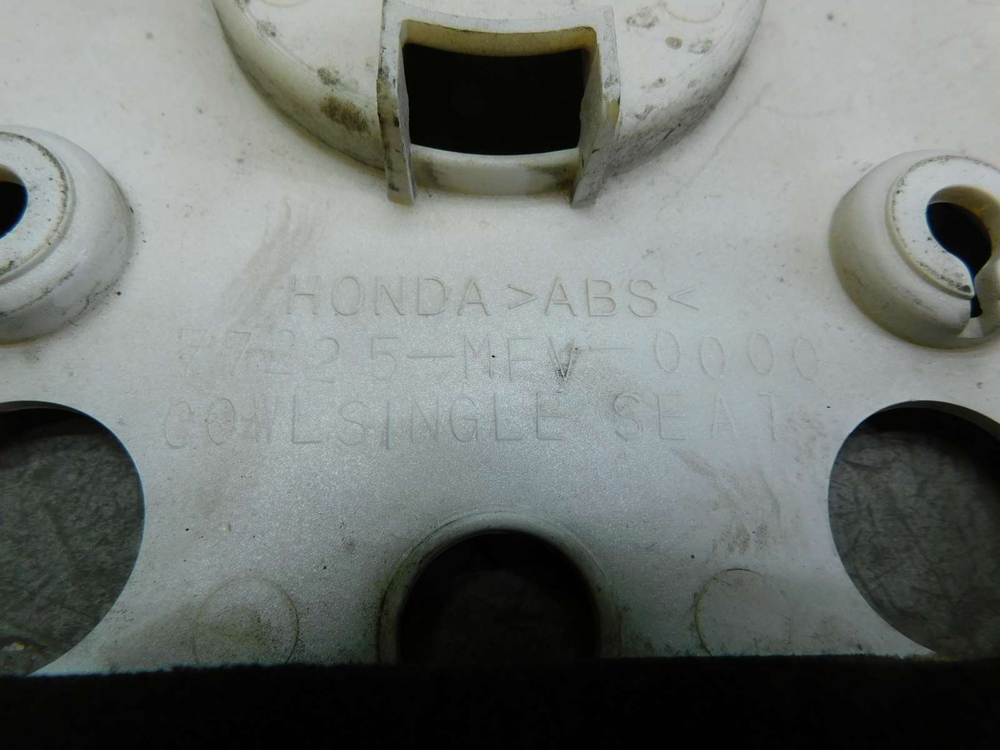 HONDA >ABS<
77225-MFV-0000
COWLSINGLE SEAT